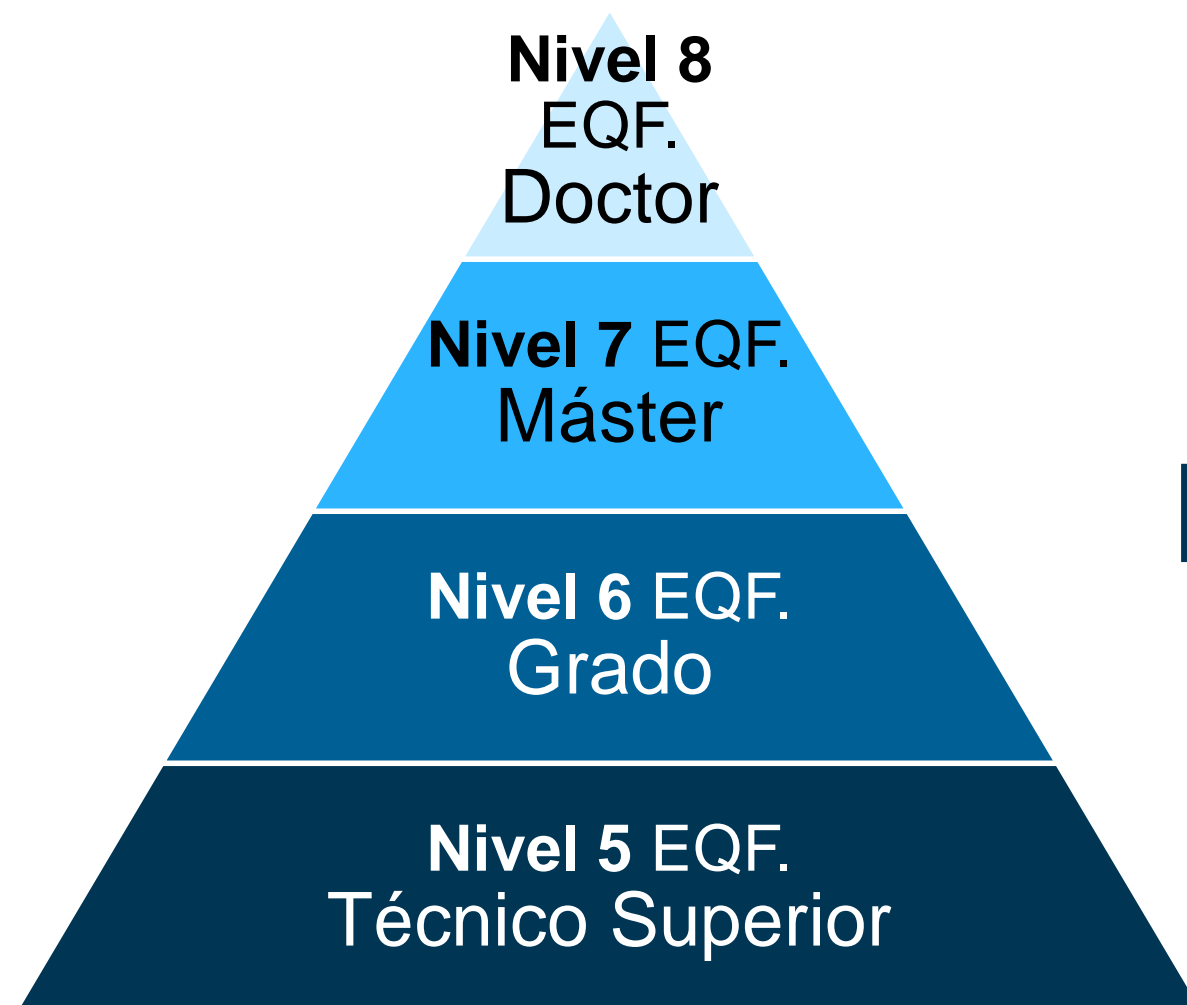 Nivel 8
EQF.
Doctor
Nivel 7 EQF.
Máster
Nivel 6 EQF.
Grado
Nivel 5 EQF.
Técnico Superior